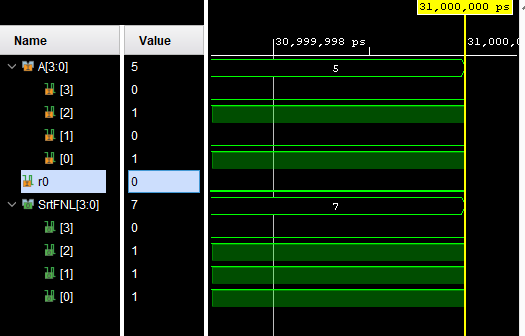 31,000,000 ps
Name Value
30,999,998 ps 31,000,
A[3:0] 5 5
[3] 0
[2] 1
[1] 0
[0] 1
r0 0
SrtFNL[3:0] 7 7
[3] 0
[2] 1
[1] 1
[0] 1